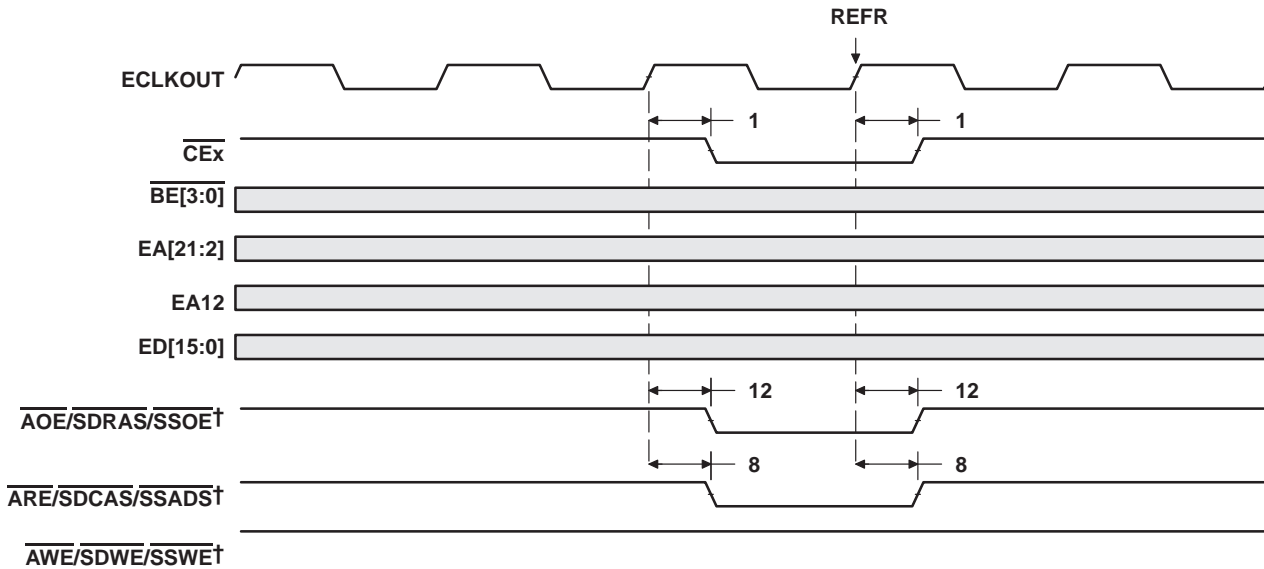 REFR
ECLKOUT
1 1
CEx
BE[3:0]
EA[21:2]
EA12
ED[15:0]
12 12
AOE/SDRAS/SSOE†
8 8
ARE/SDCAS/SSADS†
AWE/SDWE/SSWE†